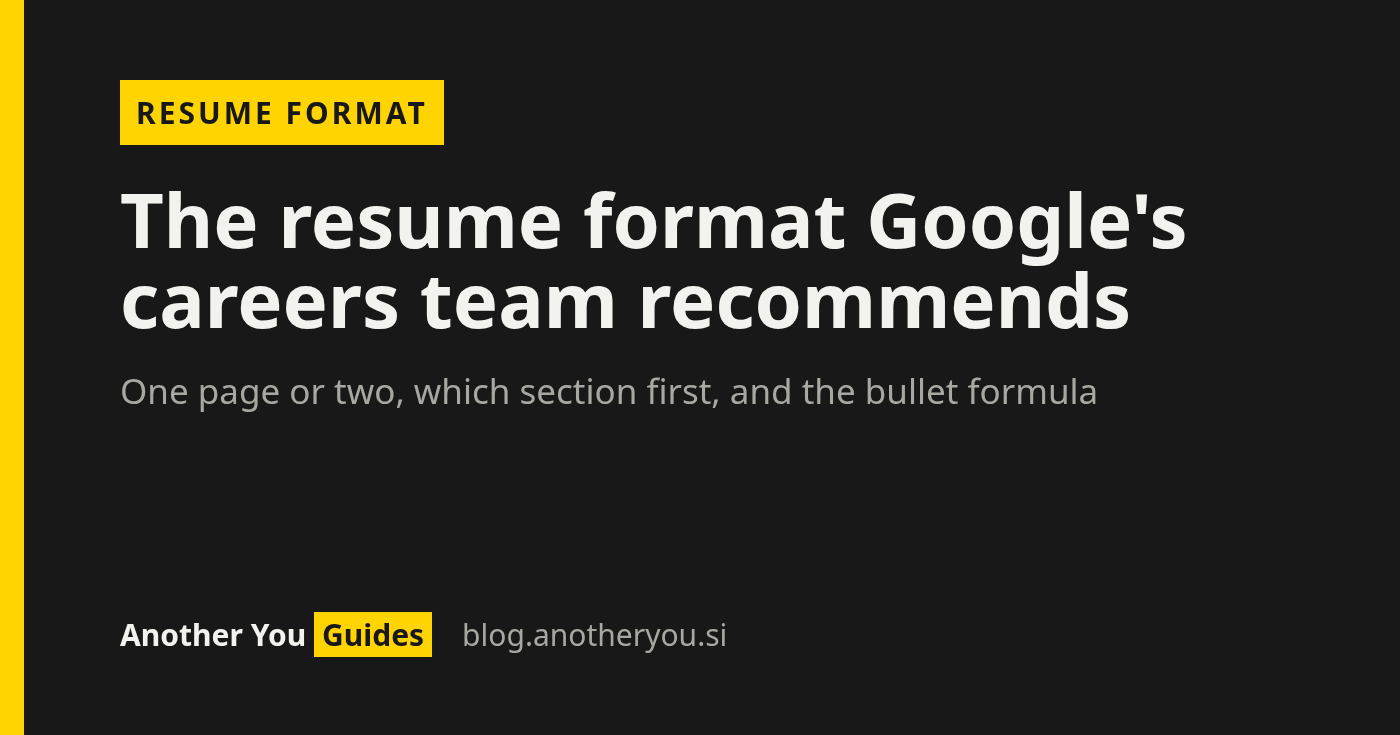 RESUME FORMAT
The resume format Google's
careers team recommends
One page or two, which section first, and the bullet formula
Another You Guides blog.anotheryou.si